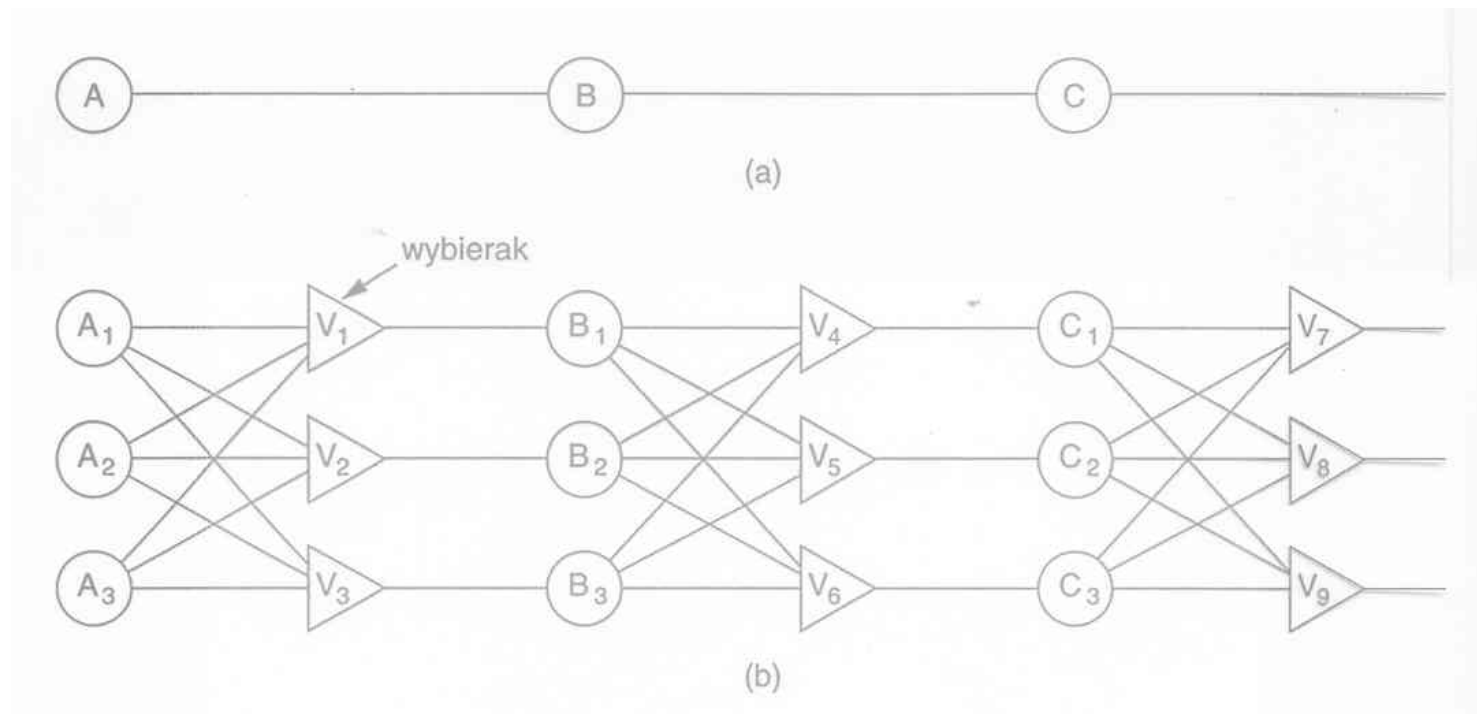 A B C
(a)
wybierak
A1 V1 B1 V4 C1 V7
A2 V2 B2 V5 C2 V8
A3 V3 B3 V6 C3 V9
(b)